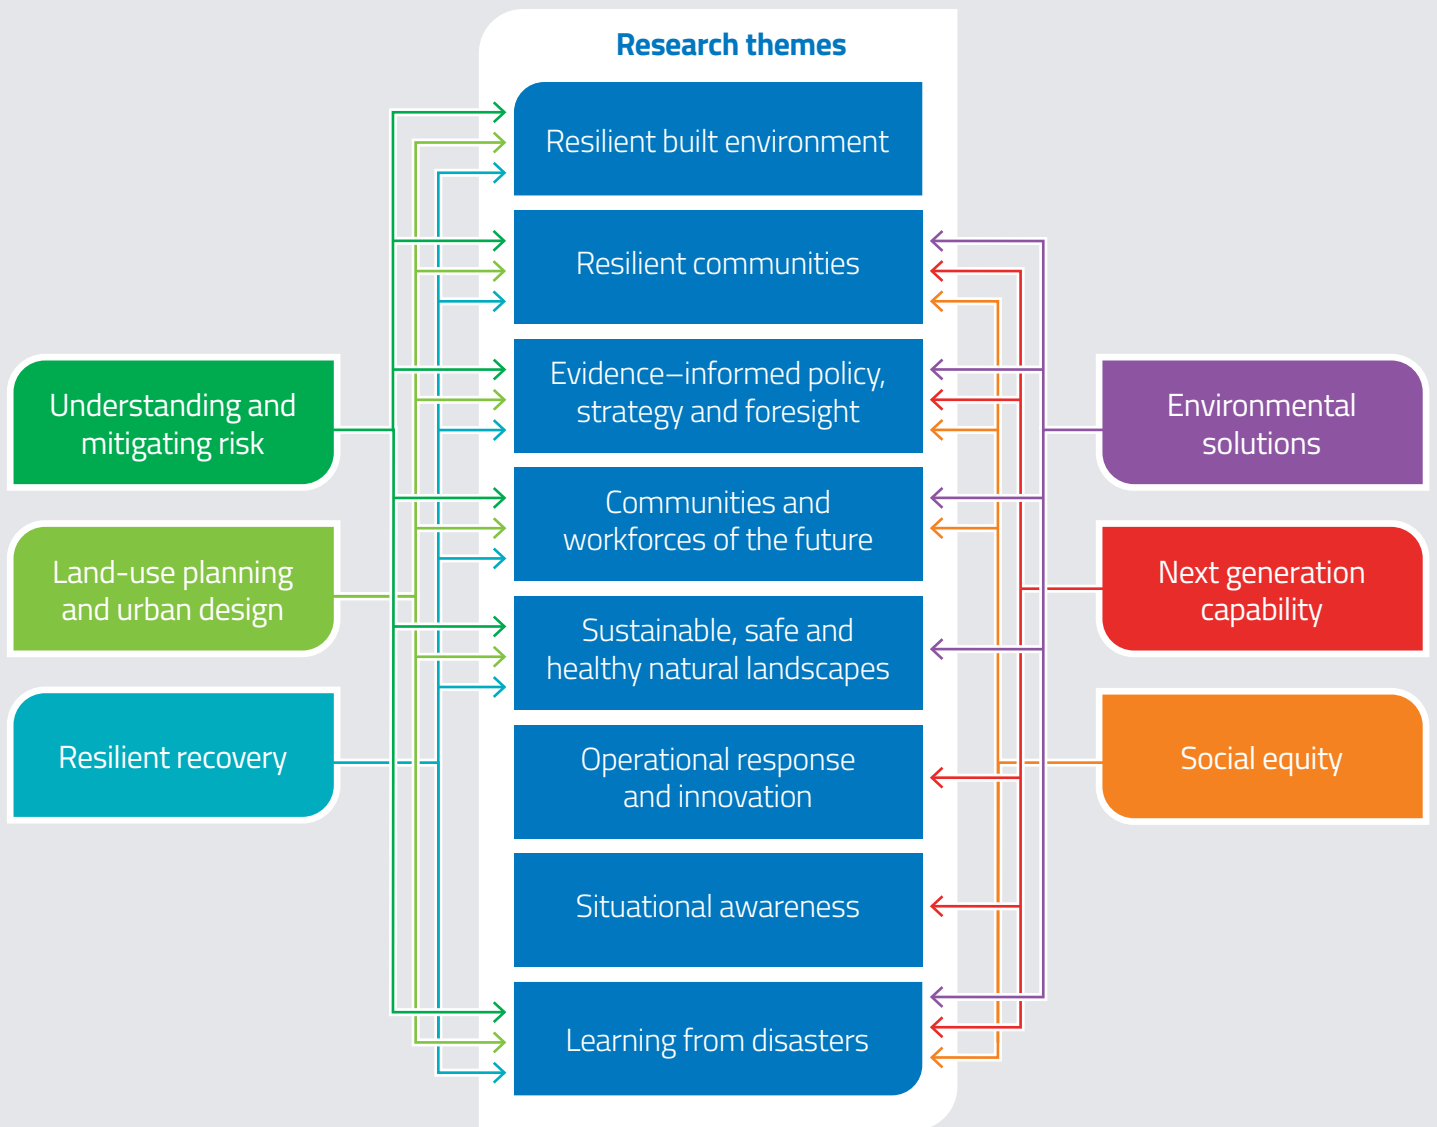 Research themes
Resilient built environment
Resilient communities
Evidence–informed policy,
strategy and foresight
Communities and
workforces of the future
Sustainable, safe and
healthy natural landscapes
Operational response
and innovation
Situational awareness
Learning from disasters
Understanding and
mitigating risk
Land-use planning
and urban design
Resilient recovery
Environmental
solutions
Next generation
capability
Social equity